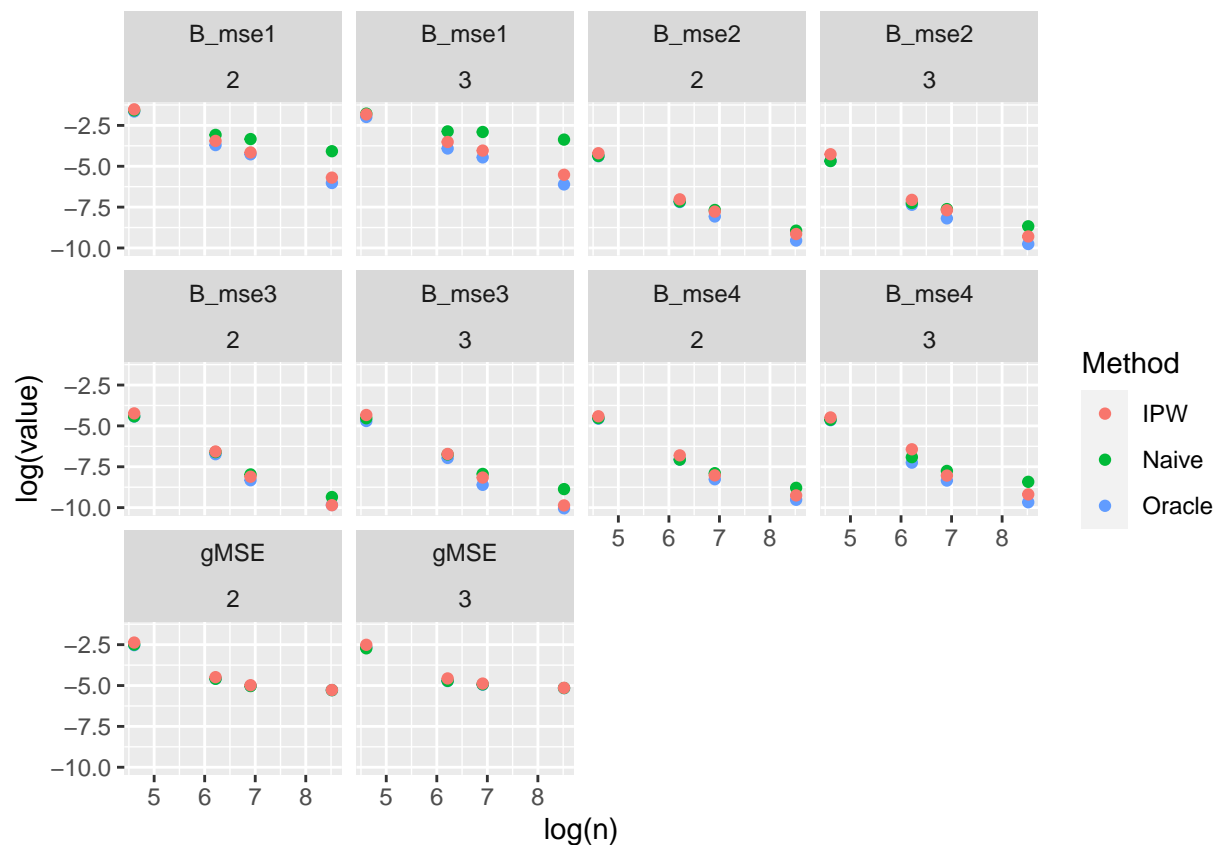 B_mse1 B_mse1 B_mse2 B_mse2
2 3 2 3
−2.5
−5.0
−7.5
−10.0
B_mse3 B_mse3 B_mse4 B_mse4
2 3 2 3
−2.5
−5.0
−7.5
−10.0
5 6 7 8 5 6 7 8
gMSE gMSE
2 3
−2.5
−5.0
−7.5
−10.0
5 6 7 8 5 6 7 8
log(n)
log(value)
Method
IPW
Naive
Oracle